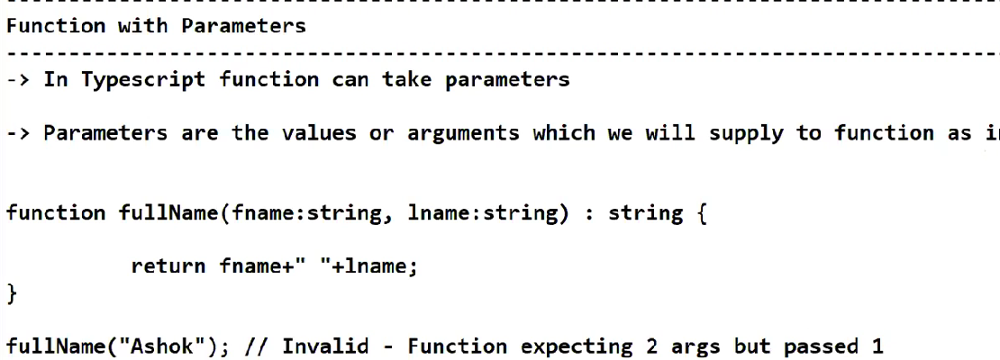 ---------------------------------------------------------------------------------
Function with Parameters
---------------------------------------------------------------------------------
-> In Typescript function can take parameters
-> Parameters are the values or arguments which we will supply to function as
function fullName(fname:string, lname:string) : string {
return fname+" "+lname;
}
fullName("Ashok"); // Invalid - Function expecting 2 args but passed 1